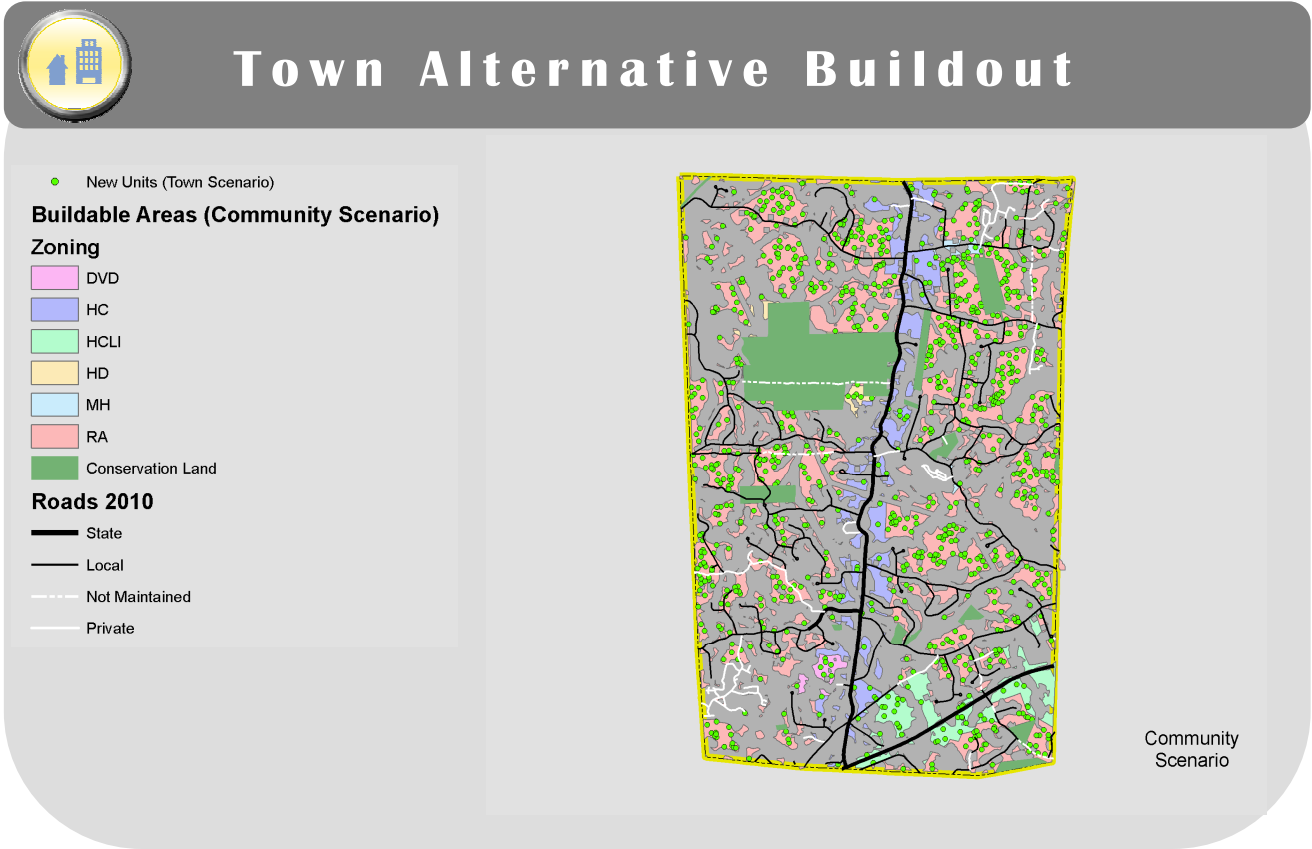 Town Alternative Buildout
New Units (Town Scenario)
Buildable Areas (Community Scenario)
Zoning
DVD
HC
HCLI
HD
MH
RA
Conservation Land
Roads 2010
State
Local
Not Maintained
Private
Community
Scenario